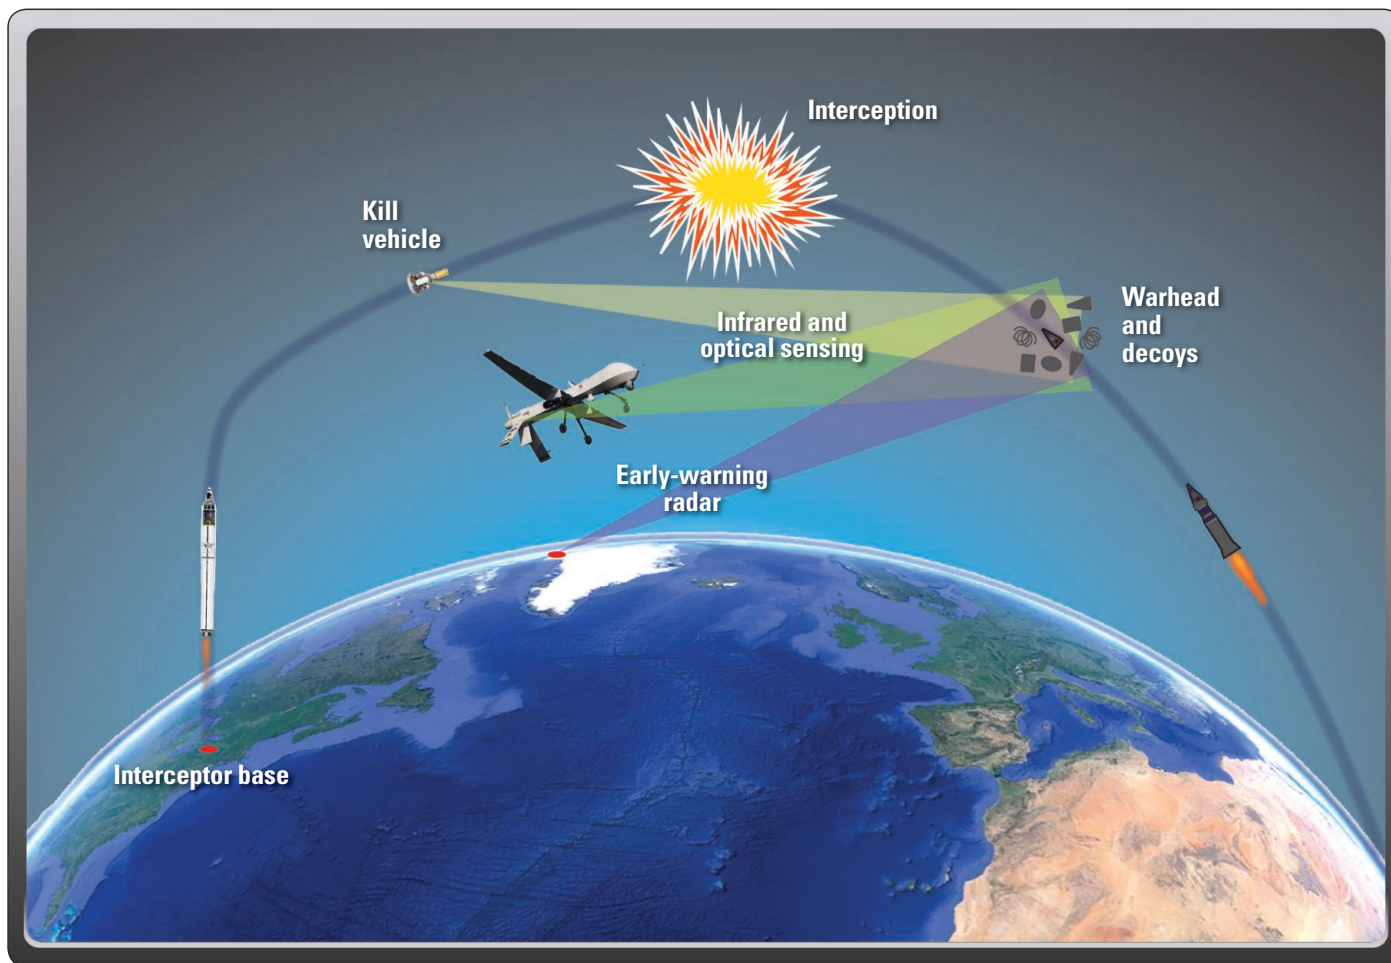 Interception
Kill
vehicle
Infrared and
optical sensing
Warhead
and
decoys
Early-warning
radar
Interceptor base